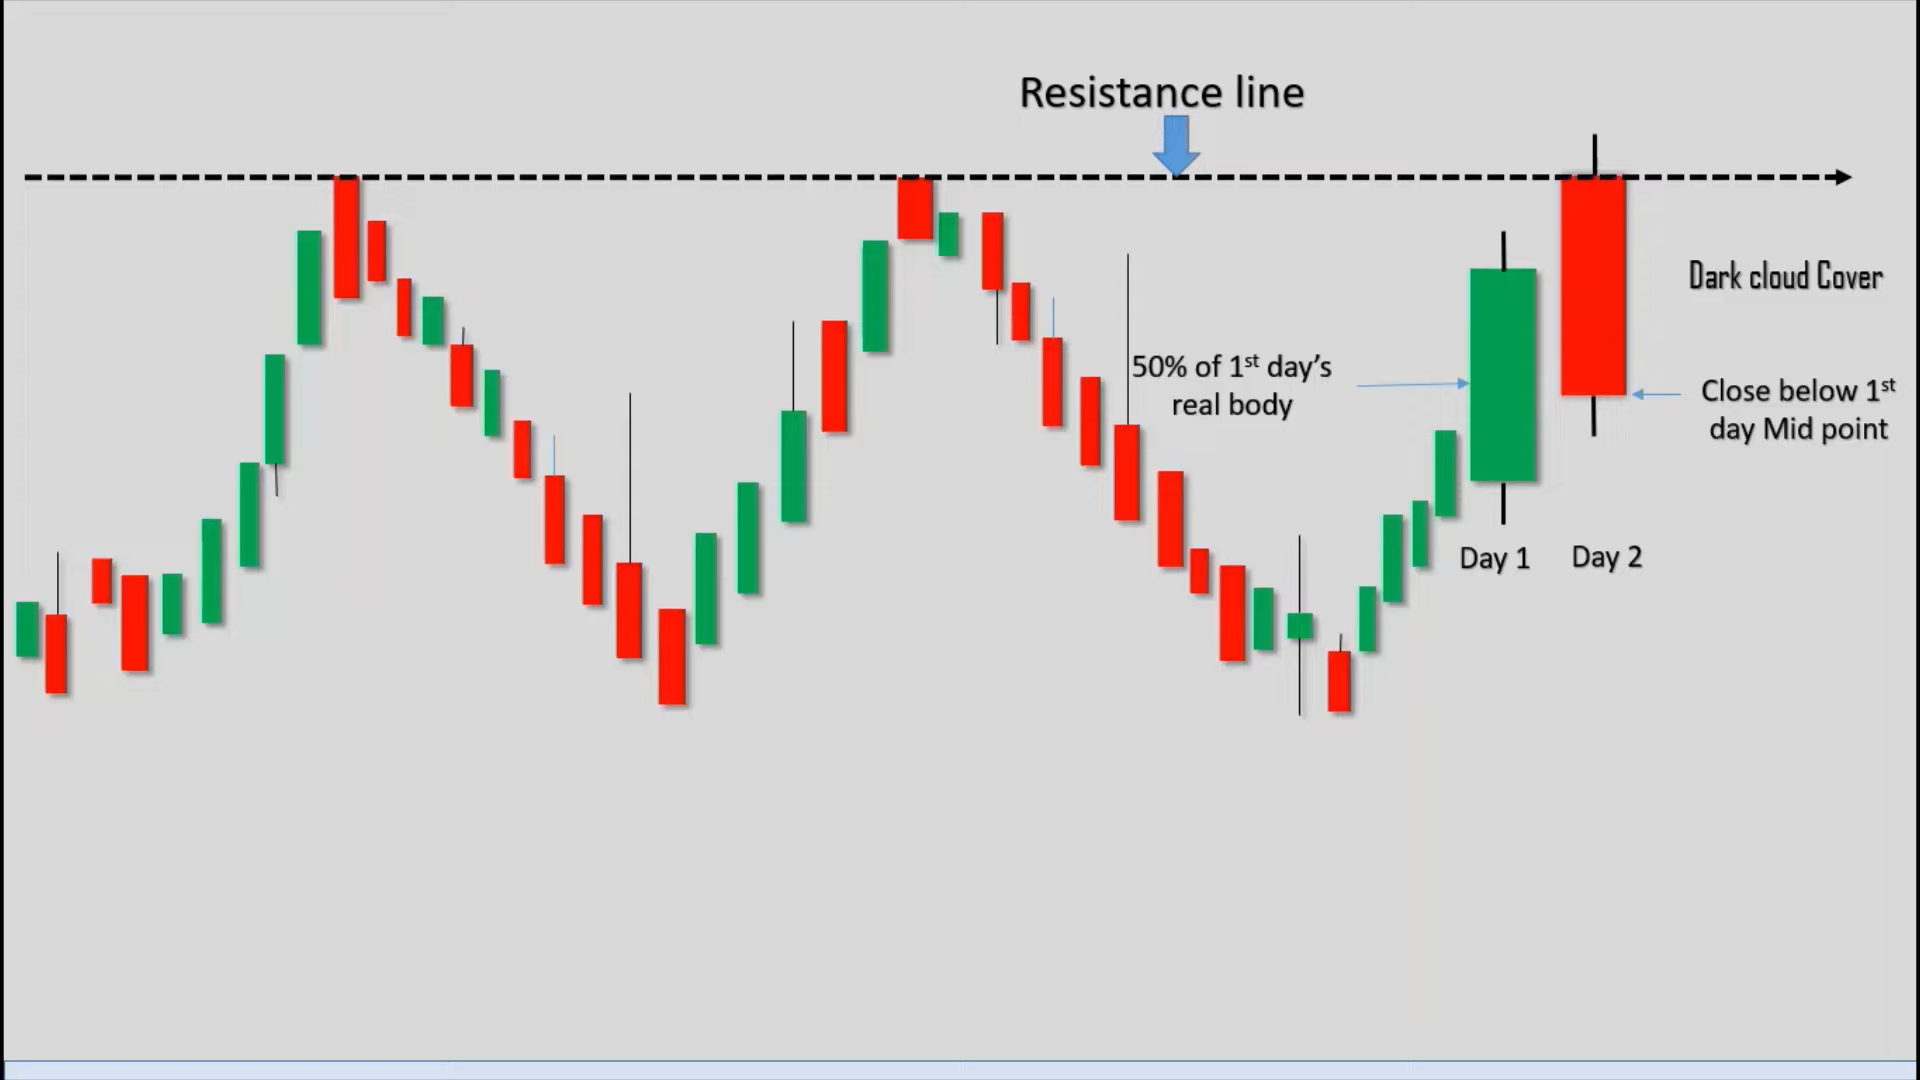 Resistance line
Dark cloud Cover
50% of 1st day's
real body
Close below 1st
day Mid point
Day 1
Day 2